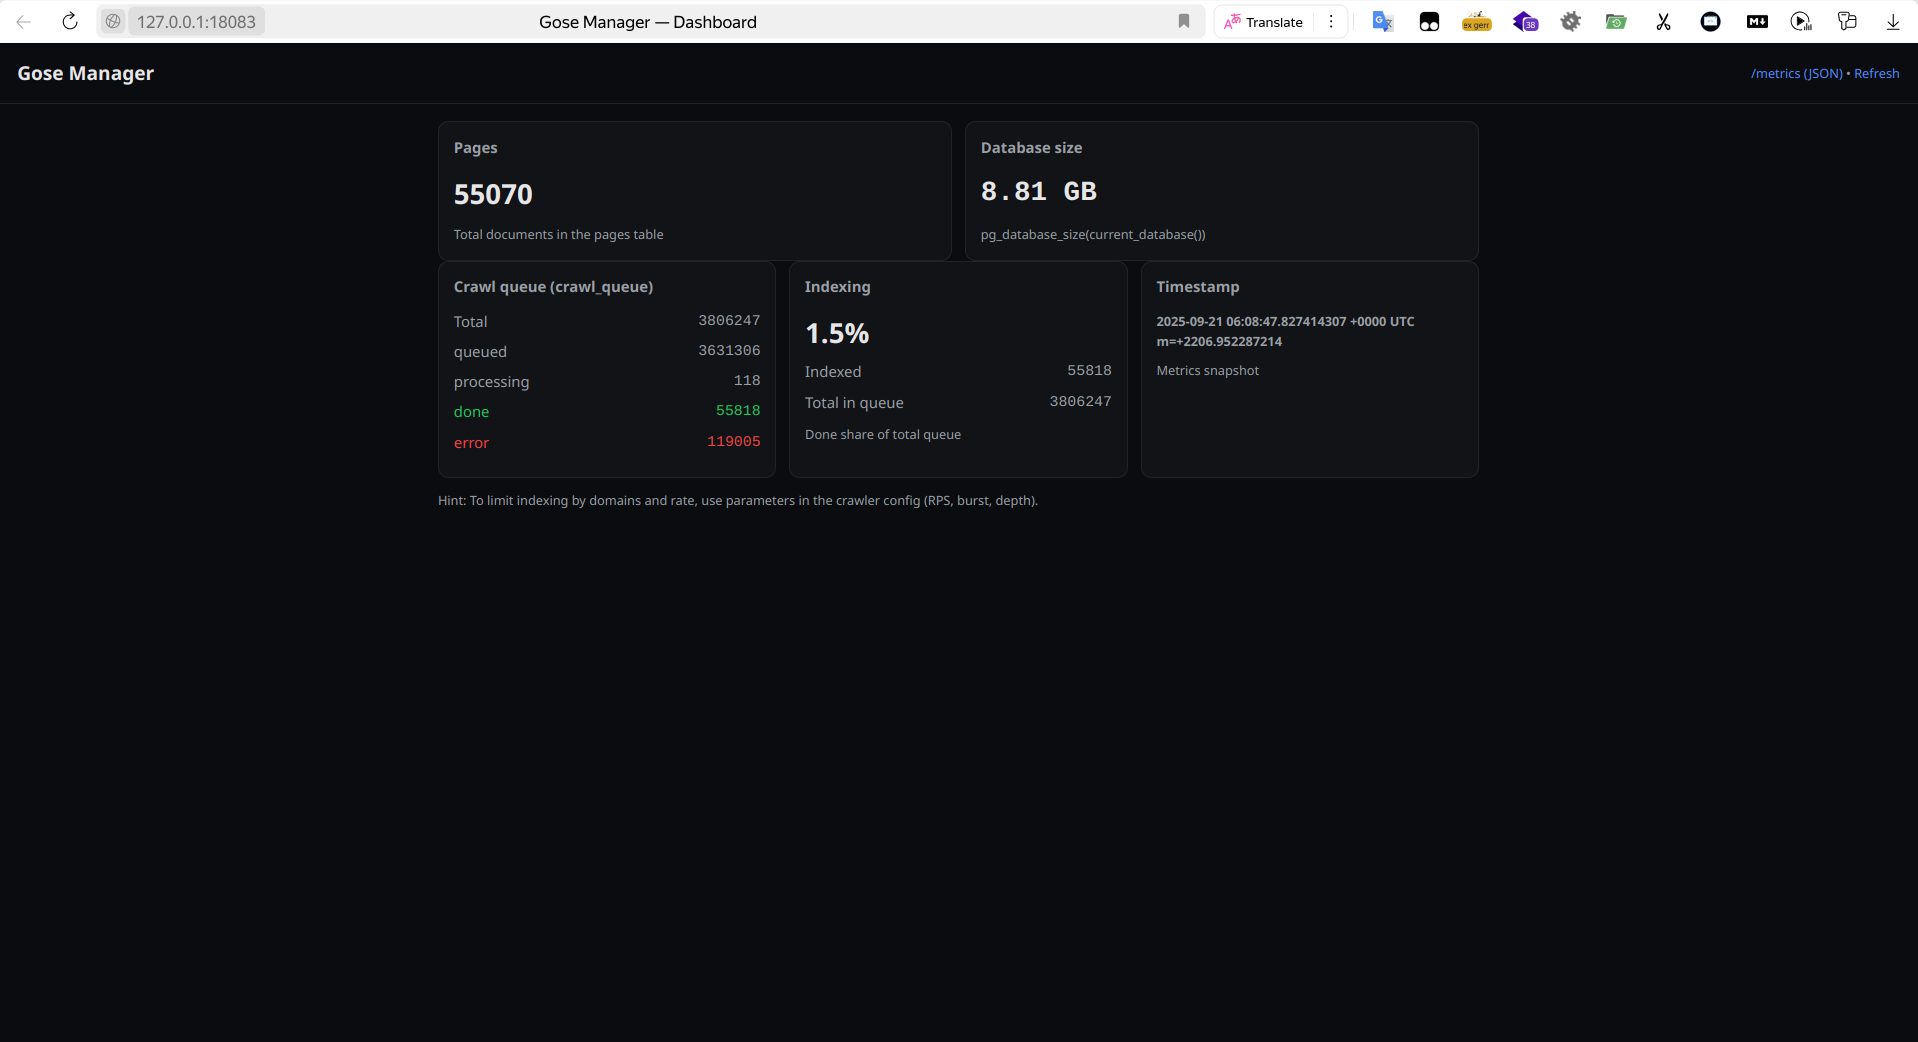 127.0.0.1:18083
Gose Manager — Dashboard
Translate
ex gerr
38
Gose Manager
/metrics (JSON) • Refresh
Pages
55070
Total documents in the pages table
Database size
8.81 GB
pg_database_size(current_database())
Crawl queue (crawl_queue)
Total 3806247
queued 3631306
processing 118
done 55818
error 119005
Indexing
1.5%
Indexed 55818
Total in queue 3806247
Done share of total queue
Timestamp
2025-09-21 06:08:47.827414307 +0000 UTC
m=+2206.952287214
Metrics snapshot
Hint: To limit indexing by domains and rate, use parameters in the crawler config (RPS, burst, depth).